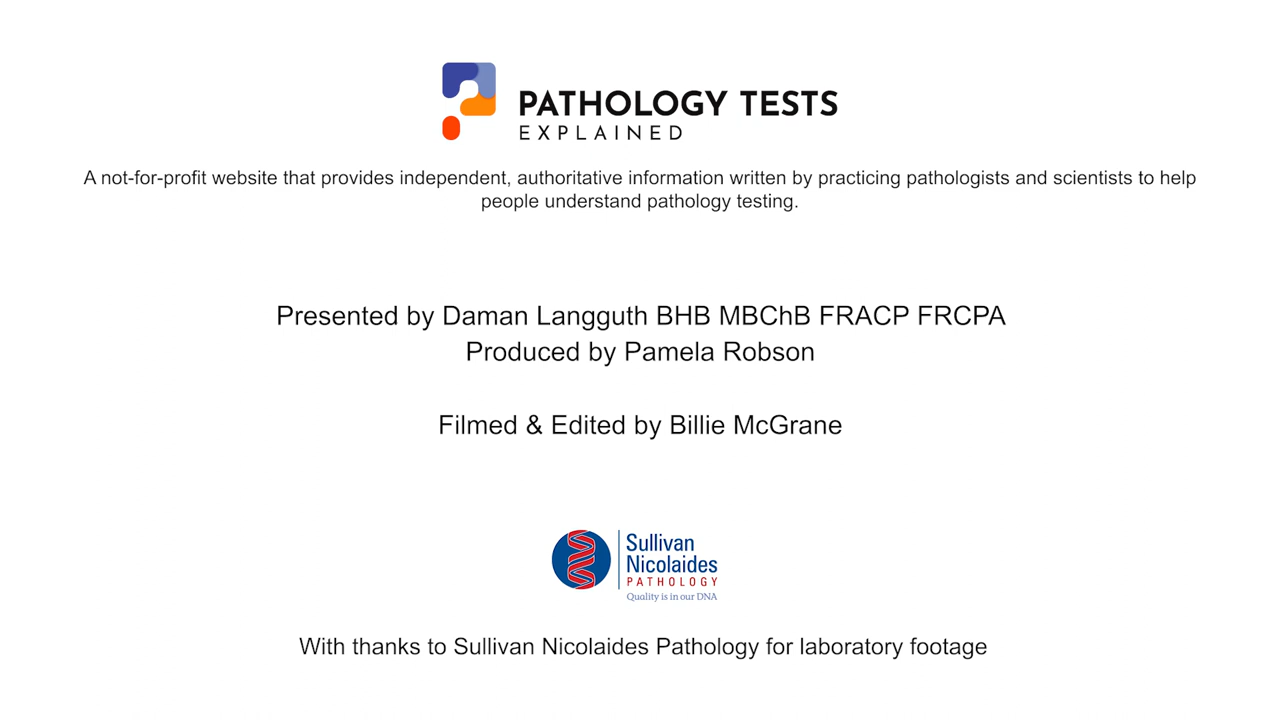 PATHOLOGY TESTS
EXPLAINED
A not-for-profit website that provides independent, authoritative information written by practicing pathologists and scientists to help
people understand pathology testing.
Presented by Daman Langguth BHB MBChB FRACP FRCPA
Produced by Pamela Robson
Filmed & Edited by Billie McGrane
Sullivan
Nicolaides
PATHOLOGY
Quality is in our DNA
With thanks to Sullivan Nicolaides Pathology for laboratory footage